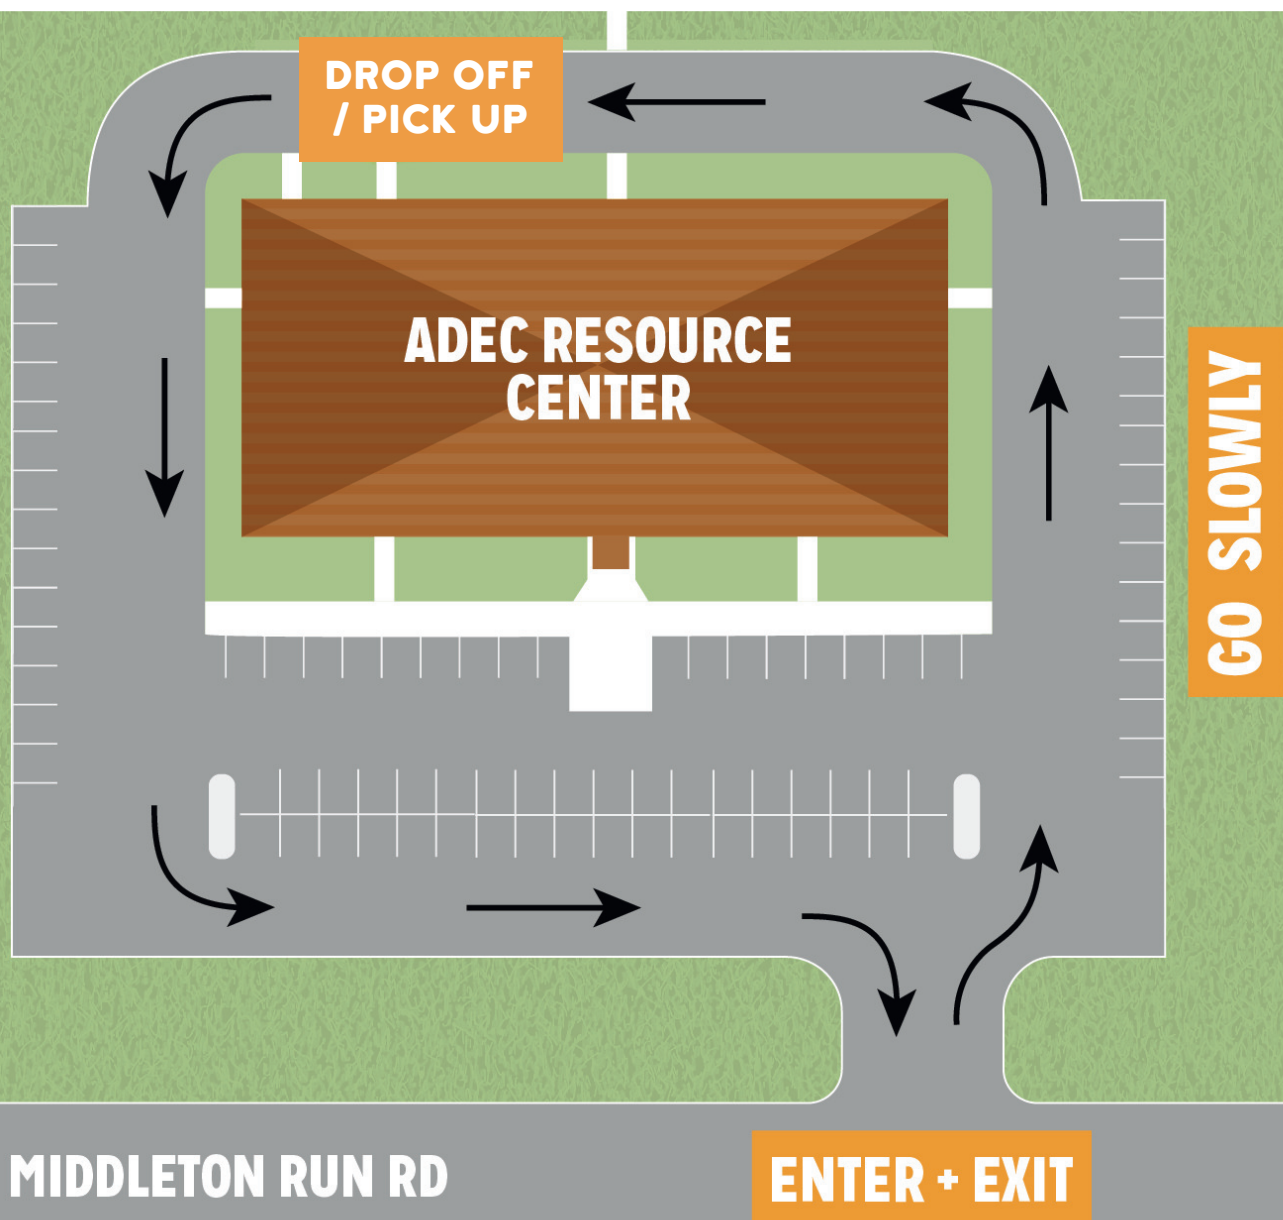 DROP OFF
/ PICK UP
ADEC RESOURCE
CENTER
GO SLOWLY
MIDDLETON RUN RD
ENTER + EXIT